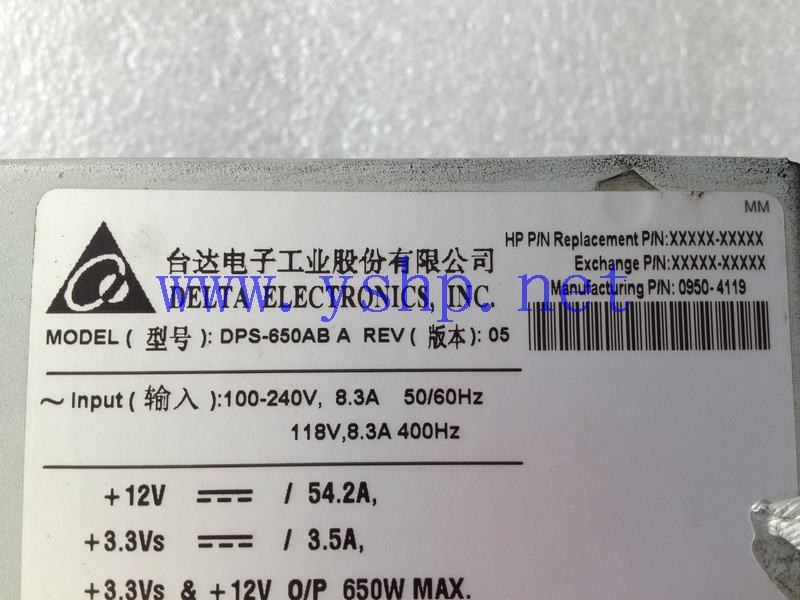 MM
台达电子工业股份有限公司
DELTA ELECTRONICS, INC.
HP P/N Replacement P/N:XXXXX-XXXXX
Exchange P/N:XXXXX-XXXXX
Manufacturing P/N: 0950-4119
MODEL ( 型号 ): DPS-650AB A REV ( 版本 ): 05
~ Input ( 输入 ):100-240V, 8.3A 50/60Hz
118V,8.3A 400Hz
+12V / 54.2A,
+3.3Vs / 3.5A,
+3.3Vs & +12V O/P 650W MAX.
www.yshp.net